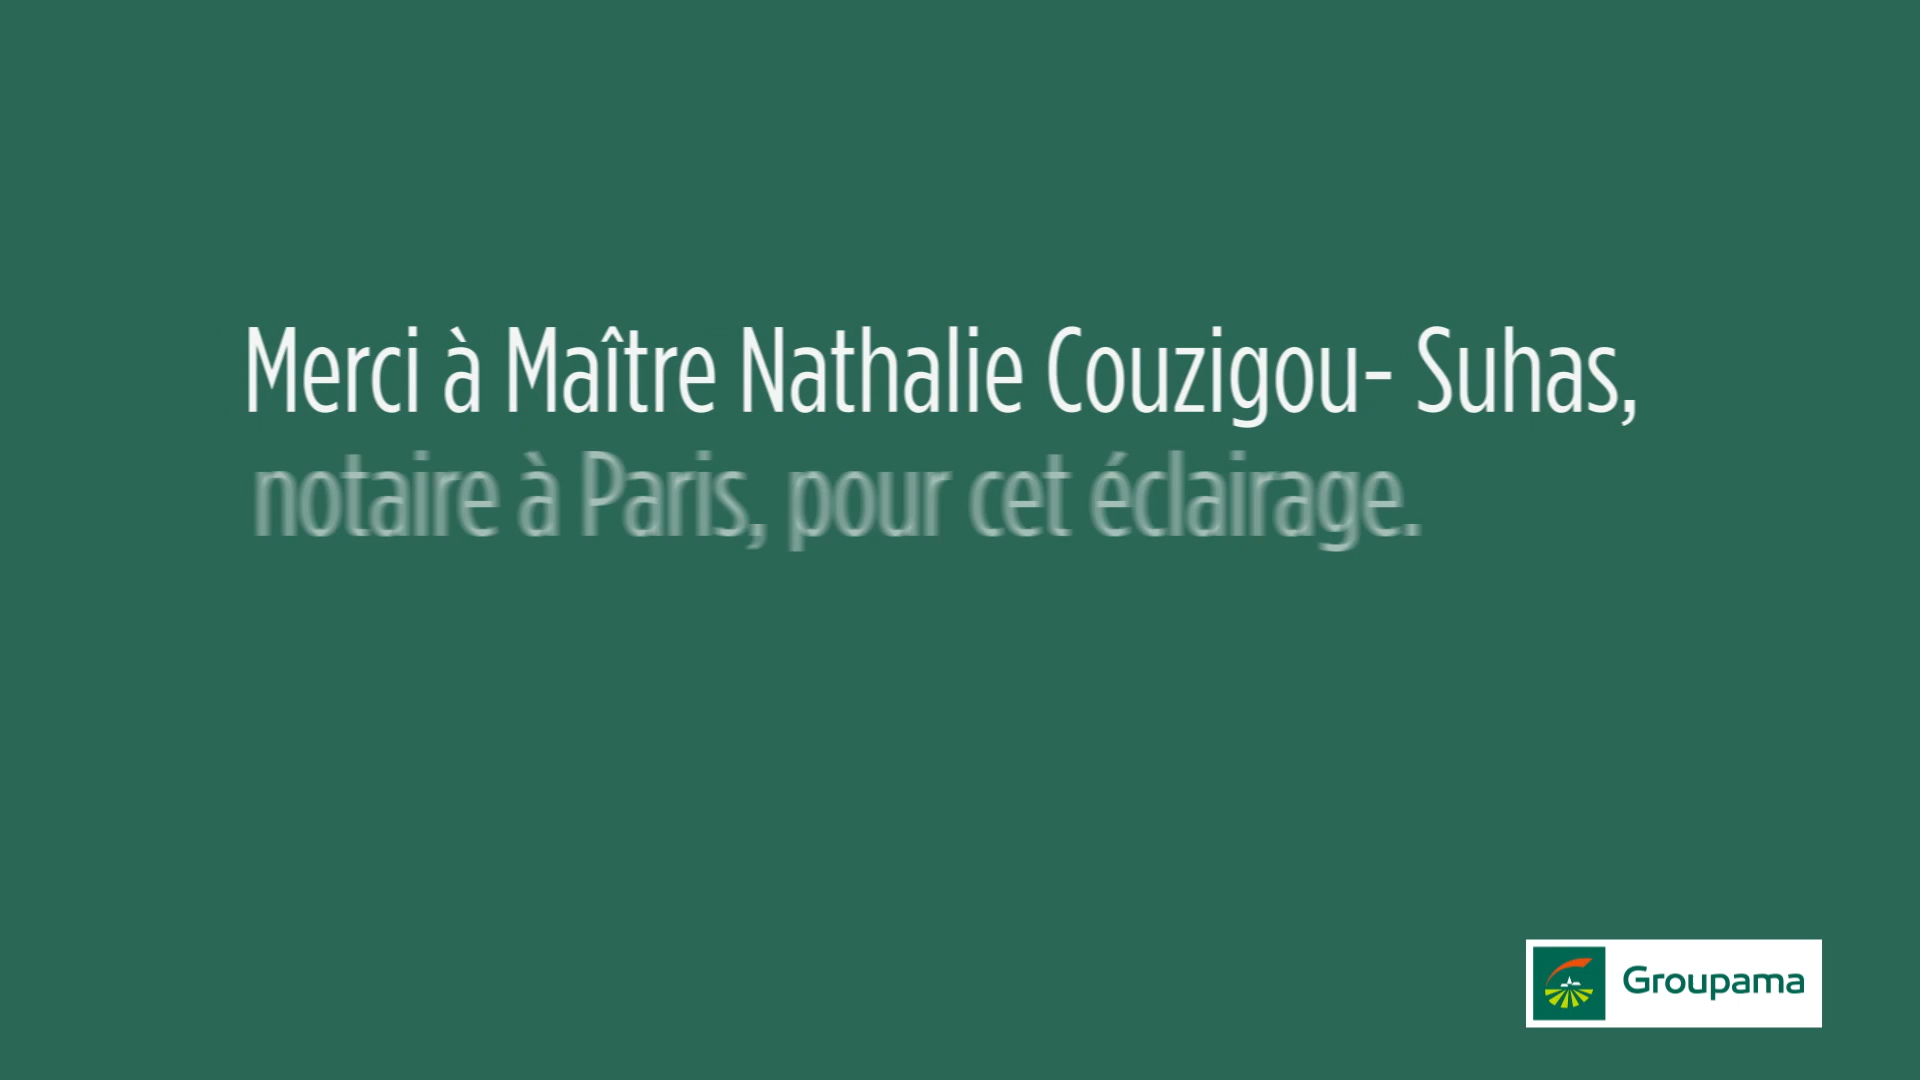 Merci à Maître Nathalie Couzigou- Suhas,
notaire à Paris, pour cet éclairage.
Groupama